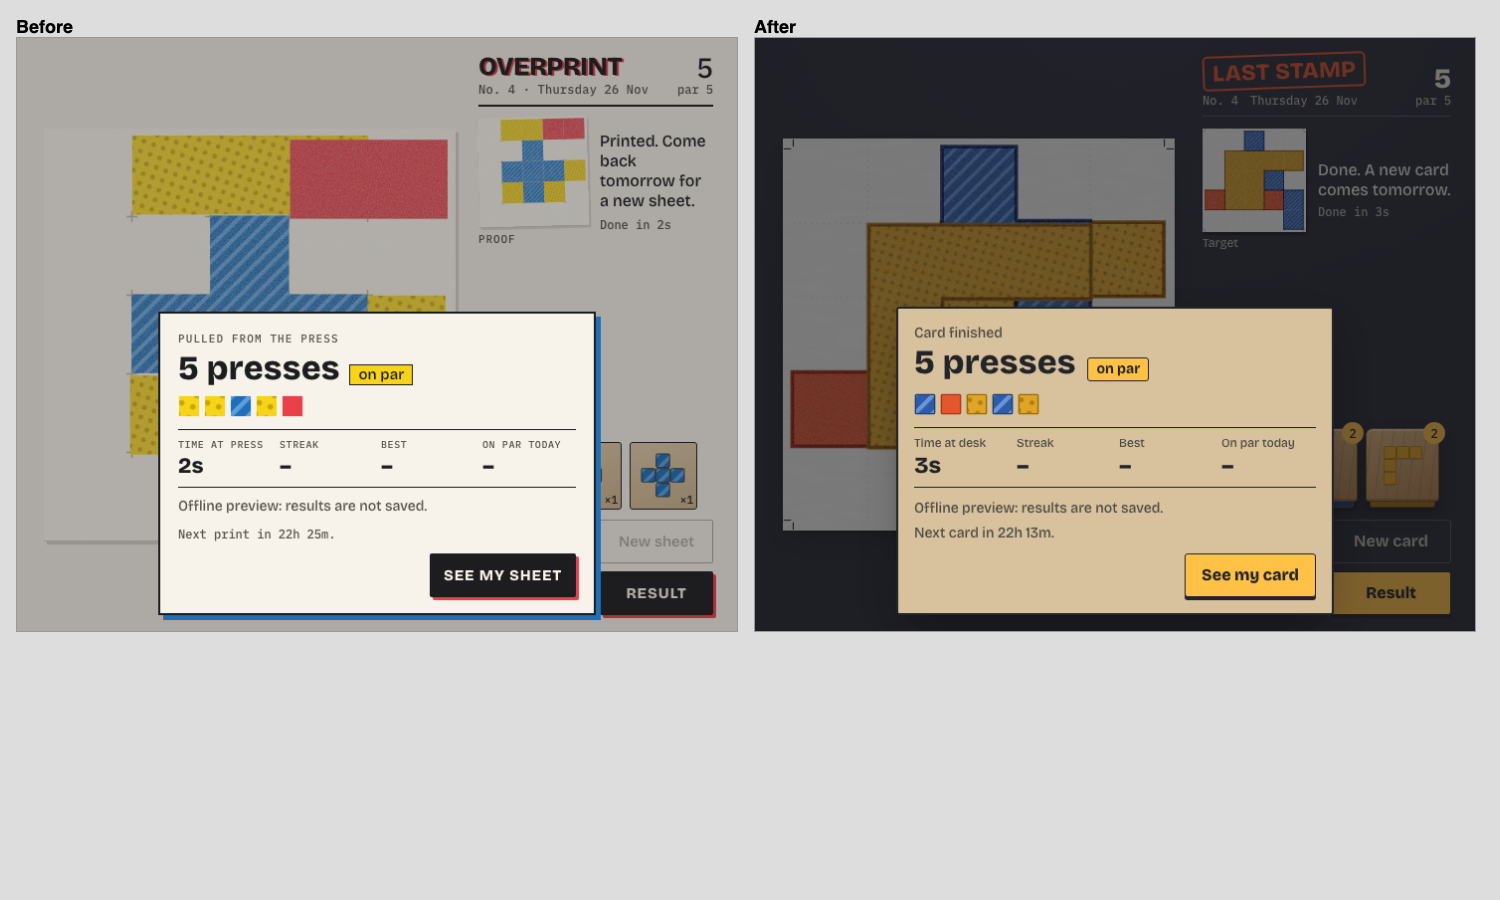 Before
OVERPRINT
5
No. 4 · Thursday 26 Nov
par 5
Printed. Come
back
tomorrow for
a new sheet.
Done in 2s
PROOF
PULLED FROM THE PRESS
5 presses
on par
TIME AT PRESS
STREAK
BEST
ON PAR TODAY
2s
–
–
–
Offline preview: results are not saved.
Next print in 22h 25m.
SEE MY SHEET
×1
×1
New sheet
RESULT
After
LAST STAMP
5
No. 4 Thursday 26 Nov
par 5
Done. A new card
comes tomorrow.
Done in 3s
Target
Card finished
5 presses
on par
Time at desk
Streak
Best
On par today
3s
–
–
–
Offline preview: results are not saved.
Next card in 22h 13m.
See my card
2
2
New card
Result